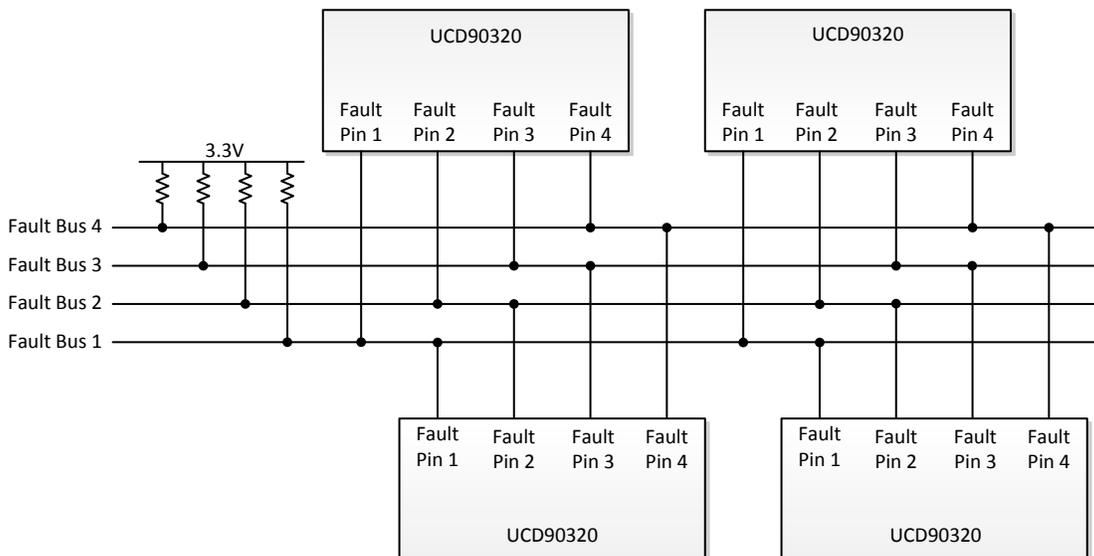 UCD90320
Fault Fault Fault Fault
Pin 1 Pin 2 Pin 3 Pin 4
UCD90320
Fault Fault Fault Fault
Pin 1 Pin 2 Pin 3 Pin 4
3.3V
Fault Bus 4
Fault Bus 3
Fault Bus 2
Fault Bus 1
Fault Fault Fault Fault
Pin 1 Pin 2 Pin 3 Pin 4
UCD90320
Fault Fault Fault Fault
Pin 1 Pin 2 Pin 3 Pin 4
UCD90320